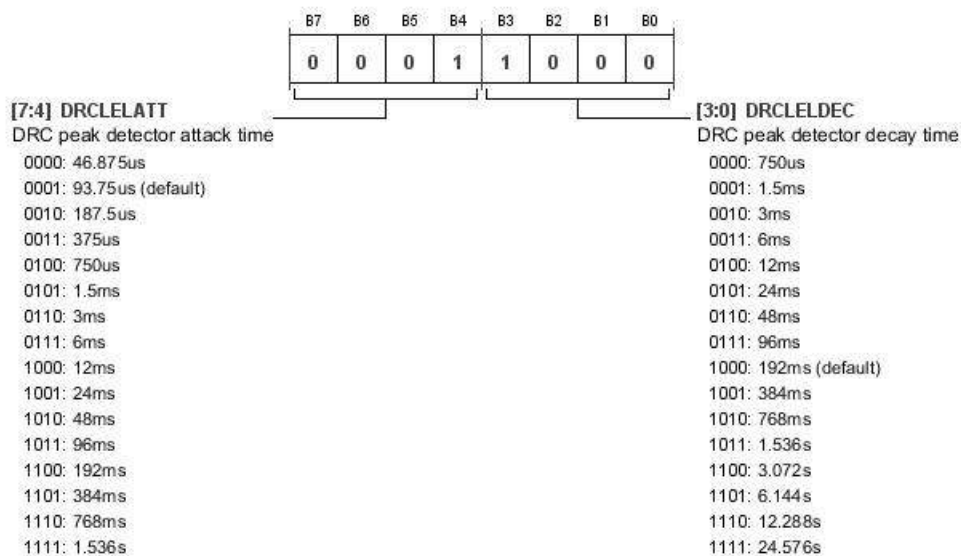 B7 B6 B5 B4 B3 B2 B1 B0
0 0 0 1 1 0 0 0
[7:4] DRCLELATT
DRC peak detector attack time
0000: 46.875us
0001: 93.75us (default)
0010: 187.5us
0011: 375us
0100: 750us
0101: 1.5ms
0110: 3ms
0111: 6ms
1000: 12ms
1001: 24ms
1010: 48ms
1011: 96ms
1100: 192ms
1101: 384ms
1110: 768ms
1111: 1.536s
[3:0] DRCLELDEC
DRC peak detector decay time
0000: 750us
0001: 1.5ms
0010: 3ms
0011: 6ms
0100: 12ms
0101: 24ms
0110: 48ms
0111: 96ms
1000: 192ms (default)
1001: 384ms
1010: 768ms
1011: 1.536s
1100: 3.072s
1101: 6.144s
1110: 12.288s
1111: 24.576s